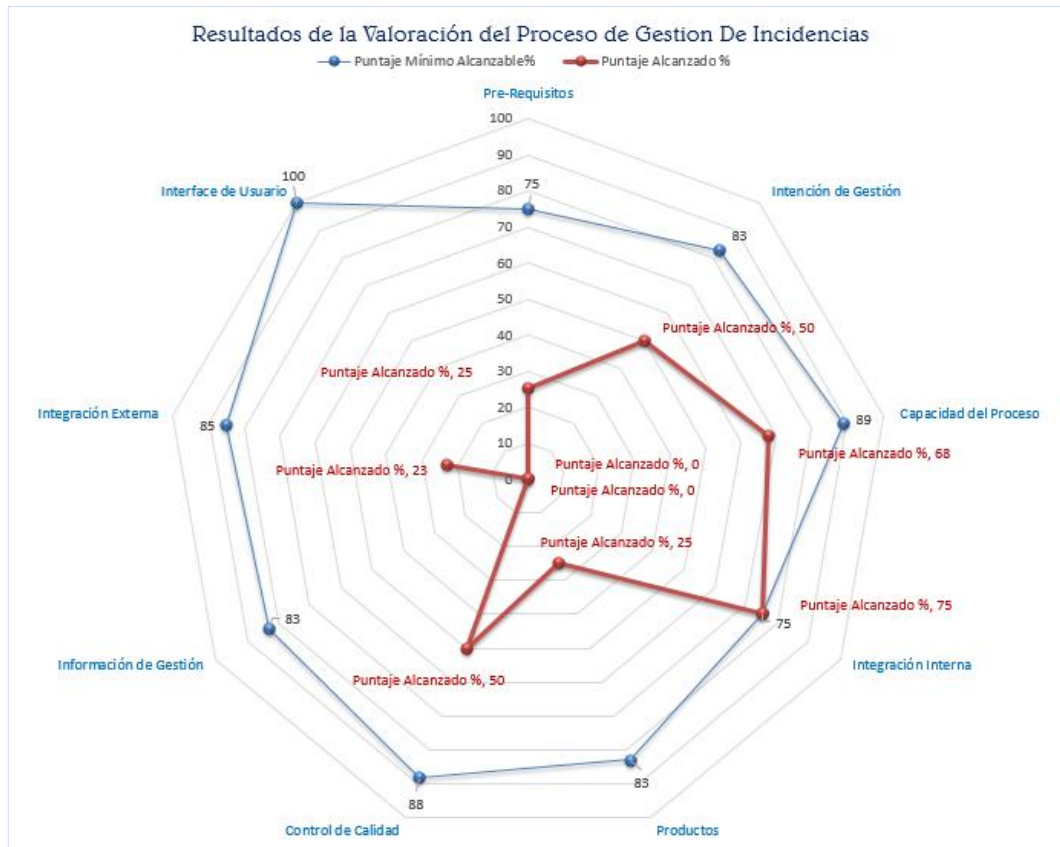 Resultados de la Valoración del Proceso de Gestion De Incidencias
Puntaje Mínimo Alcanzable% Puntaje Alcanzado %
Pre-Requisitos
100
90
80
70
60
50
40
30
20
10
0
75
100
Interface de Usuario
Intención de Gestión
83
Puntaje Alcanzado %, 50
Puntaje Alcanzado %, 25
Integración Externa
85
89
Capacidad del Proceso
Puntaje Alcanzado %, 68
Puntaje Alcanzado %, 23
Puntaje Alcanzado %, 0
Puntaje Alcanzado %, 0
Puntaje Alcanzado %, 25
Puntaje Alcanzado %, 75
75
83
Información de Gestión
Integración Interna
Puntaje Alcanzado %, 50
83
88
Control de Calidad
Productos